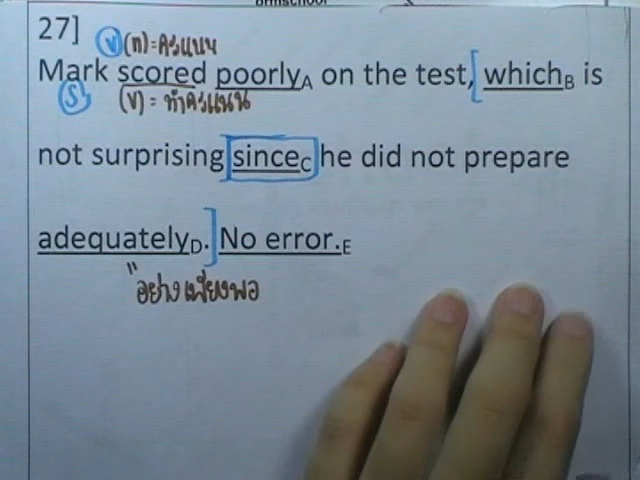 ormschool
27]
V (n) = คะแนน
Mark scored poorlyA on the test, whichB is
S (v) = ทำคะแนน
not surprising sinceC he did not prepare
adequatelyD. No error.E
"อย่างเพียงพอ